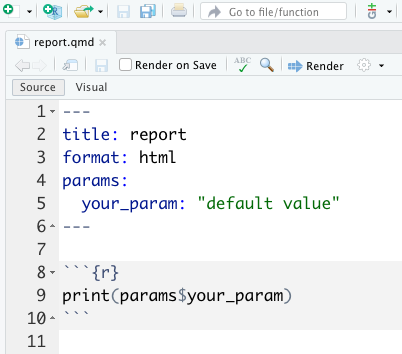 Go to file/function
report.qmd
Render on Save
ABC
Render
Source
Visual
1 ---
2 title: report
3 format: html
4 params:
5   your_param: "default value"
6 ---
7
8 ```{r}
9 print(params$your_param)
10 ```
11